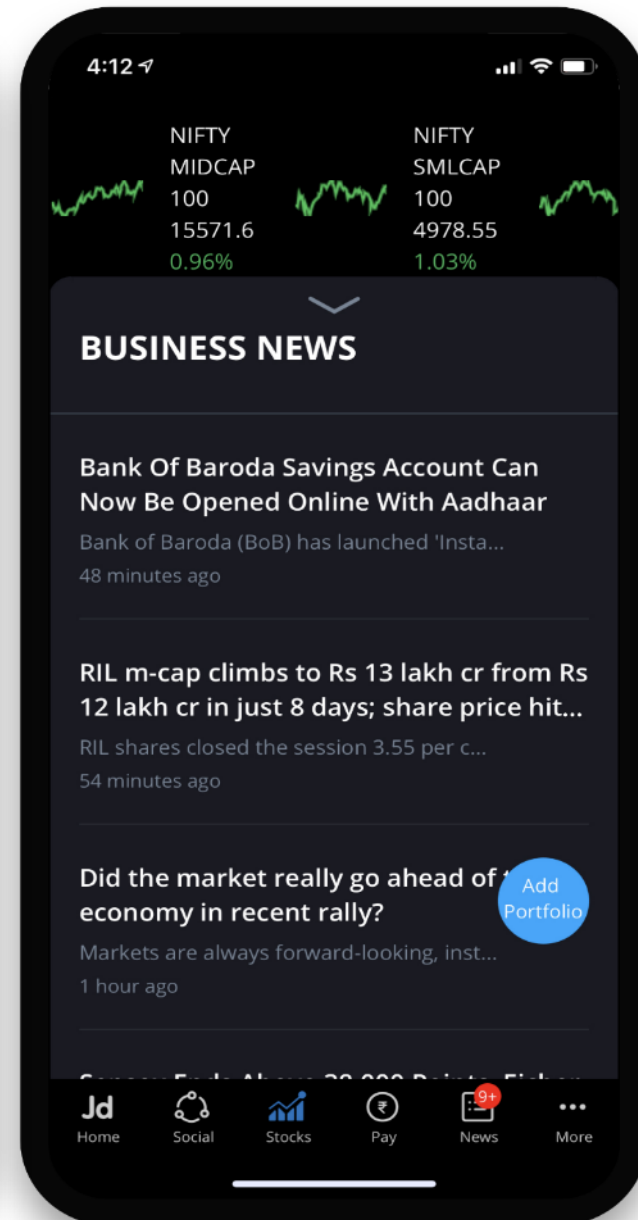 4:12
NIFTY
MIDCAP
100
15571.6
0.96%
NIFTY
SMLCAP
100
4978.55
1.03%
BUSINESS NEWS
Bank Of Baroda Savings Account Can
Now Be Opened Online With Aadhaar
Bank of Baroda (BoB) has launched 'Insta...
48 minutes ago
RIL m-cap climbs to Rs 13 lakh cr from Rs
12 lakh cr in just 8 days; share price hit...
RIL shares closed the session 3.55 per c...
54 minutes ago
Did the market really go ahead of
economy in recent rally?
Markets are always forward-looking, inst...
1 hour ago
Add
Portfolio
Jd
Home
Social
Stocks
₹
Pay
9+
News
More